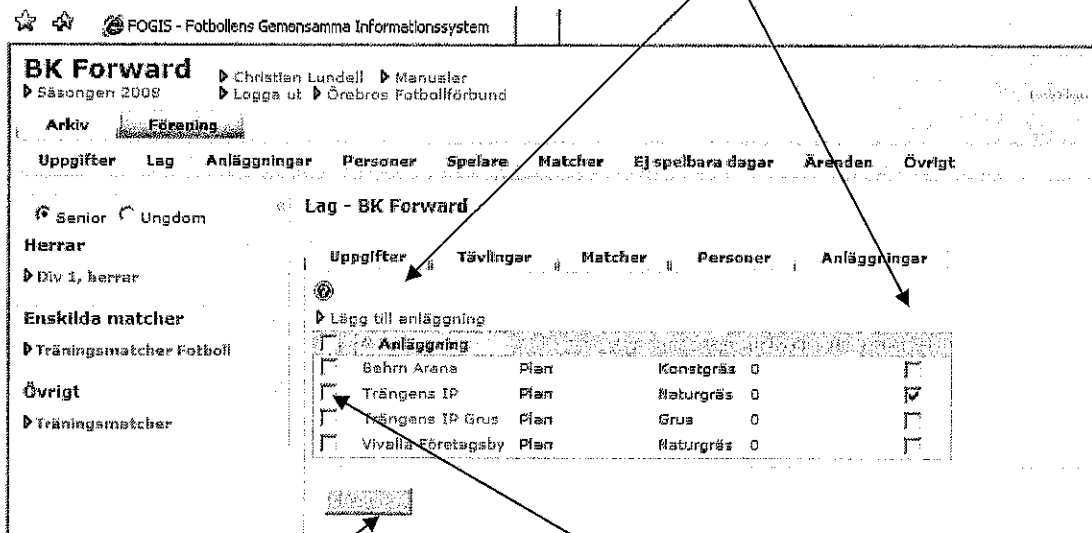 FOGIS - Fotbollens Gemensamma Informationssystem
BK Forward
Christian Lundell Manualer
Säsongen 2008 Logga ut Örebros Fotbollförbund
Arkiv Förening
Uppgifter Lag Anläggningar Personer Spelare Matcher Ej spelbara dagar Ärenden Övrigt
Senior Ungdom
Lag - BK Forward
Herrar
Uppgifter Tävlingar Matcher Personer Anläggningar
Div 1, herrar
Enskilda matcher
Lägg till anläggning
Anläggning
Träningsmatcher Fotboll
Behrn Arena Plan Konstgräs 0
Övrigt
Trängens IP Plan Naturgräs 0
Träningsmatcher
Trängens IP Grus Plan Grus 0
Vivalla Företagsby Plan Naturgräs 0